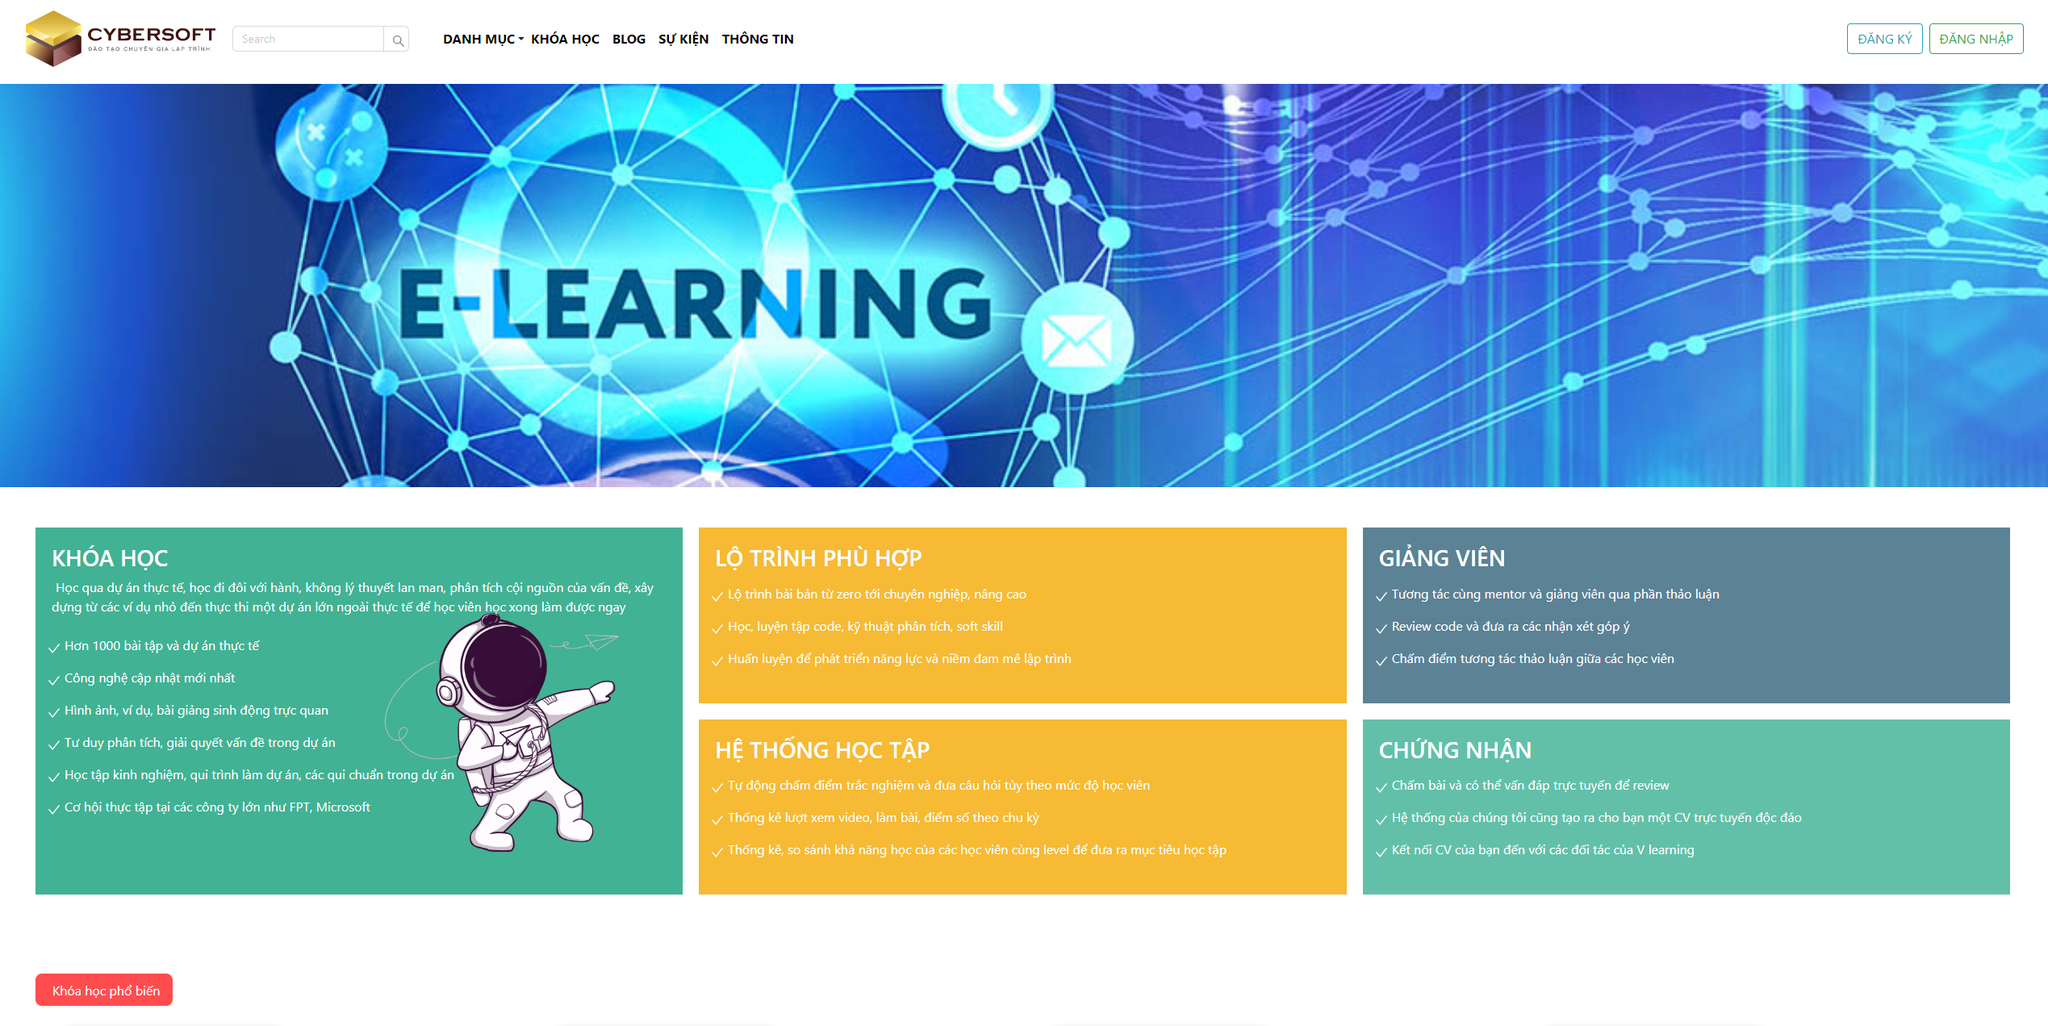 CYBERSOFT
ĐÀO TẠO CHUYÊN GIA LẬP TRÌNH
Search
DANH MỤC KHÓA HỌC BLOG SỰ KIỆN THÔNG TIN
ĐĂNG KÝ ĐĂNG NHẬP
E-LEARNING
KHÓA HỌC
Học qua dự án thực tế, học đi đôi với hành, không lý thuyết lan man, phân tích cội nguồn của vấn đề, xây
dựng từ các ví dụ nhỏ đến thực thi một dự án lớn ngoài thực tế để học viên học xong làm được ngay
Hơn 1000 bài tập và dự án thực tế
Công nghệ cập nhật mới nhất
Hình ảnh, ví dụ, bài giảng sinh động trực quan
Tư duy phân tích, giải quyết vấn đề trong dự án
Học tập kinh nghiệm, qui trình làm dự án, các qui chuẩn trong dự án
Cơ hội thực tập tại các công ty lớn như FPT, Microsoft
LỘ TRÌNH PHÙ HỢP
Lộ trình bài bản từ zero tới chuyên nghiệp, nâng cao
Học, luyện tập code, kỹ thuật phân tích, soft skill
Huấn luyện để phát triển năng lực và niềm đam mê lập trình
GIẢNG VIÊN
Tương tác cùng mentor và giảng viên qua phần thảo luận
Review code và đưa ra các nhận xét góp ý
Chấm điểm tương tác thảo luận giữa các học viên
HỆ THỐNG HỌC TẬP
Tự động chấm điểm trắc nghiệm và đưa câu hỏi tùy theo mức độ học viên
Thống kê lượt xem video, làm bài, điểm số theo chu kỳ
Thống kê, so sánh khả năng học của các học viên cùng level để đưa ra mục tiêu học tập
CHỨNG NHẬN
Chấm bài và có thể vấn đáp trực tuyến để review
Hệ thống của chúng tôi cũng tạo ra cho bạn một CV trực tuyến độc đáo
Kết nối CV của bạn đến với các đối tác của V learning
Khóa học phổ biến